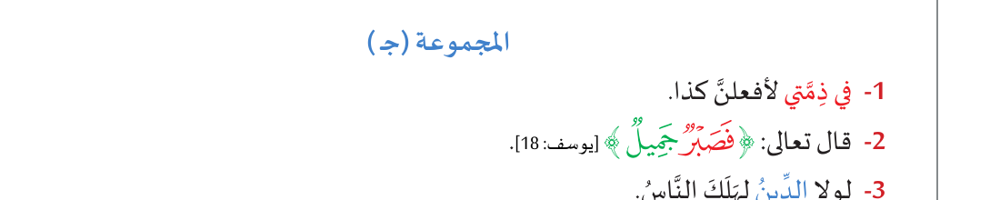 المجموعة (جـ)
1- في ذِمَّتي لأفعلنَّ كذا.
2- قال تعالى: ﴿فَصَبْرٌ جَمِيلٌ﴾ [يوسف: 18].
3- لولا الدِّينُ لهَلَكَ النَّاسُ.